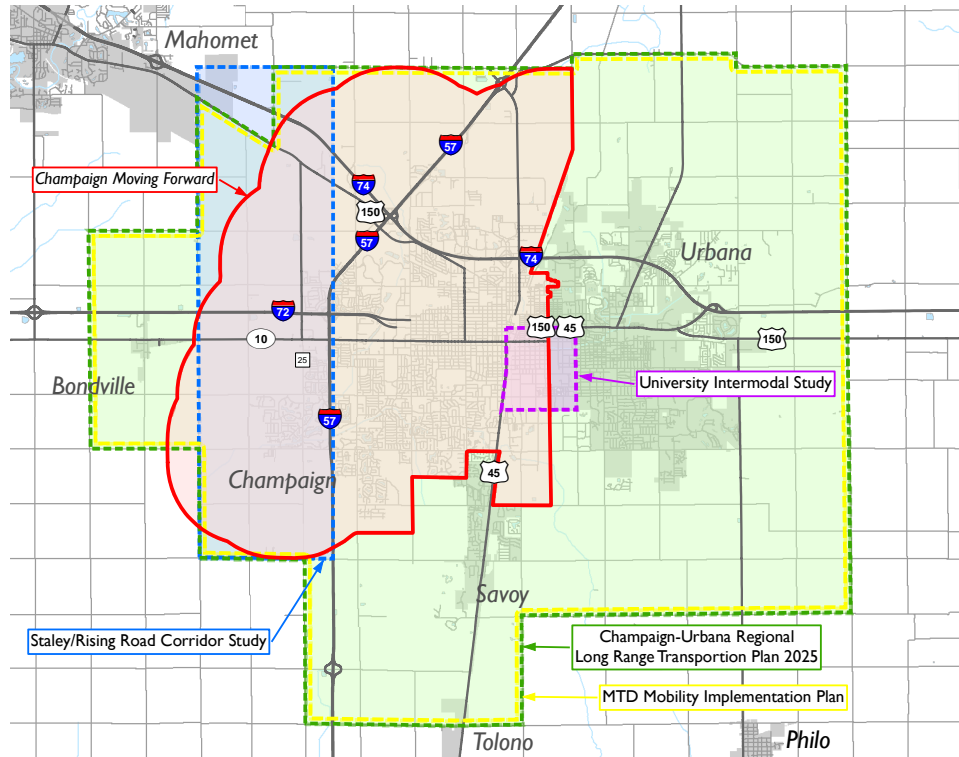 Mahomet
57
Champaign Moving Forward
74
150
57
74
Urbana
72
150
45
10
150
25
Bondville
University Intermodal Study
57
Champaign
45
Savoy
Staley/Rising Road Corridor Study
Champaign-Urbana Regional
Long Range Transportion Plan 2025
MTD Mobility Implementation Plan
Tolono
Philo